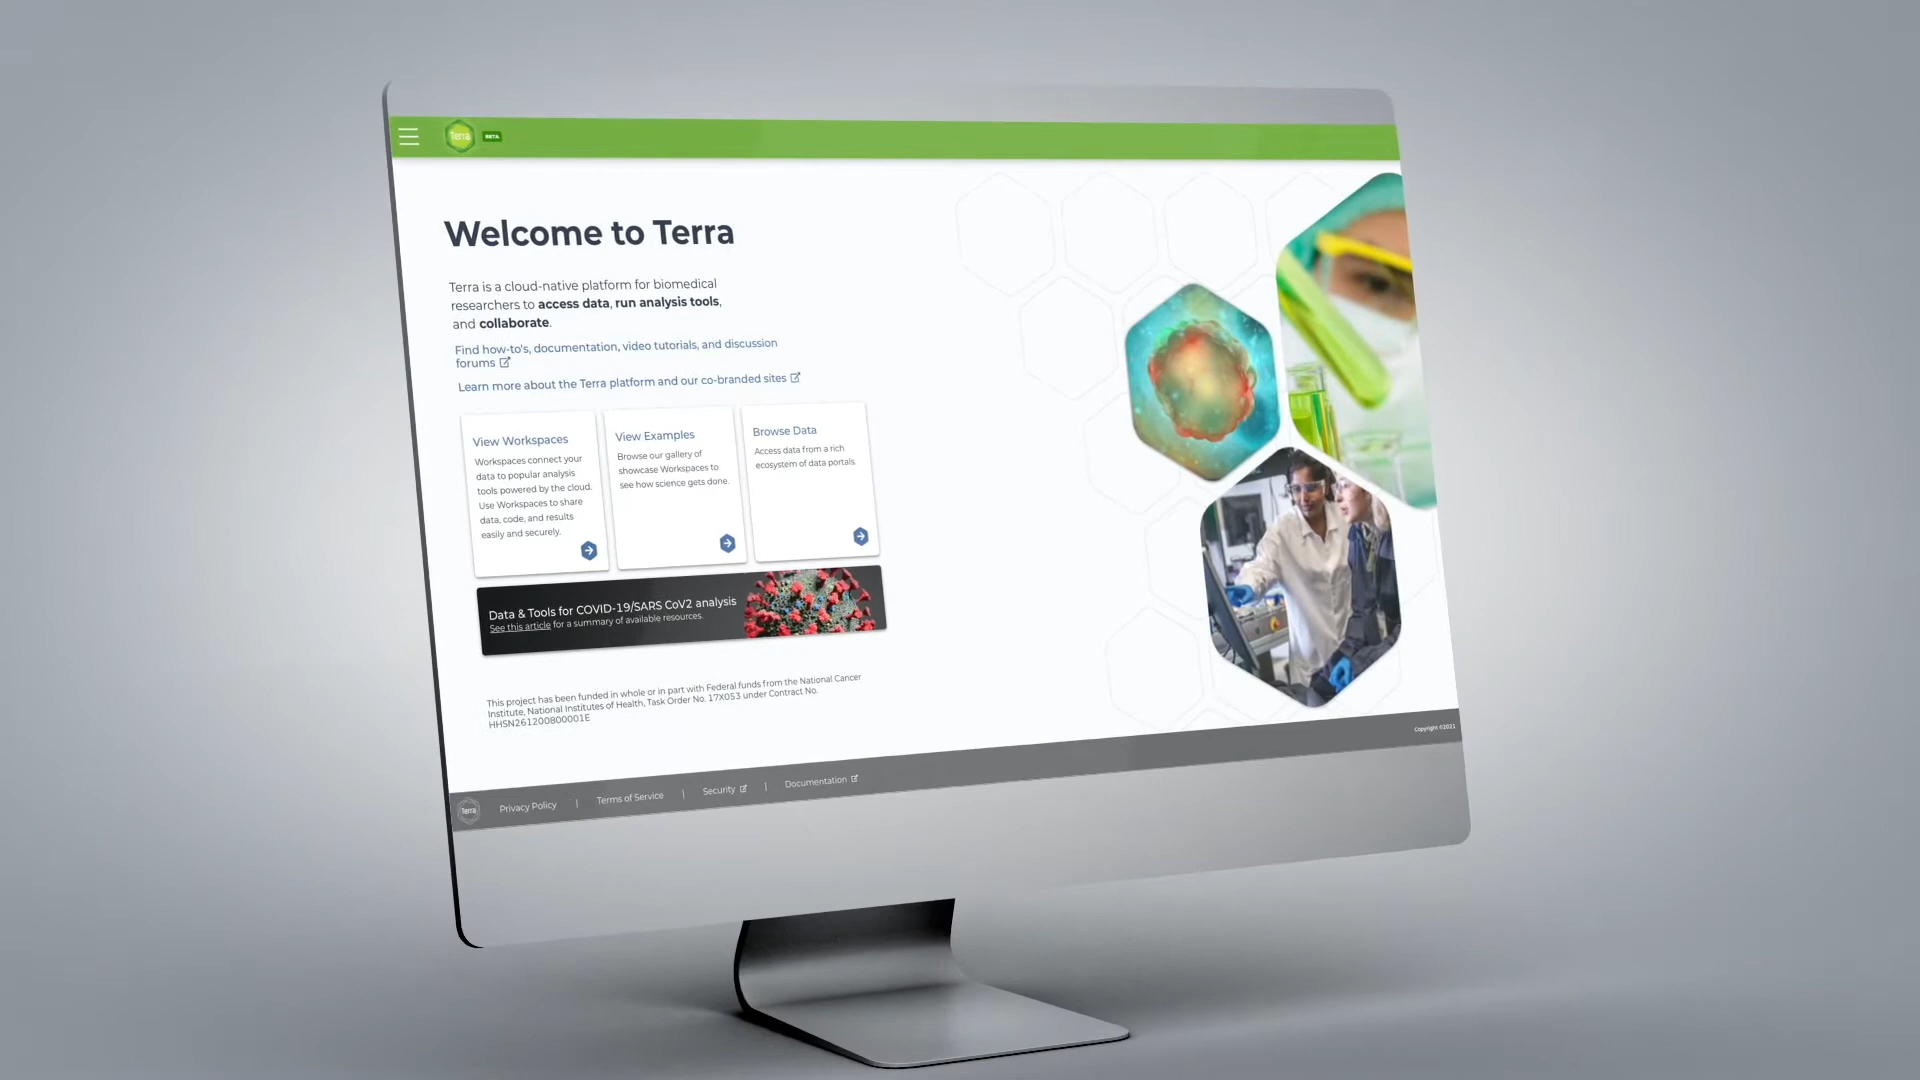 Terra
BETA
Welcome to Terra
Terra is a cloud-native platform for biomedical
researchers to access data, run analysis tools,
and collaborate.
Find how-to's, documentation, video tutorials, and discussion
forums
Learn more about the Terra platform and our co-branded sites
View Workspaces
Workspaces connect your
data to popular analysis
tools powered by the cloud.
Use Workspaces to share
data, code, and results
easily and securely.
View Examples
Browse our gallery of
showcase Workspaces to
see how science gets done.
Browse Data
Access data from a rich
ecosystem of data portals.
Data & Tools for COVID-19/SARS CoV2 analysis
See this article for a summary of available resources.
This project has been funded in whole or in part with Federal funds from the National Cancer
Institute, National Institutes of Health, Task Order No. 17X053 under Contract No.
HHSN261200800001E
Terra
Privacy Policy | Terms of Service | Security | Documentation
Copyright ©2021